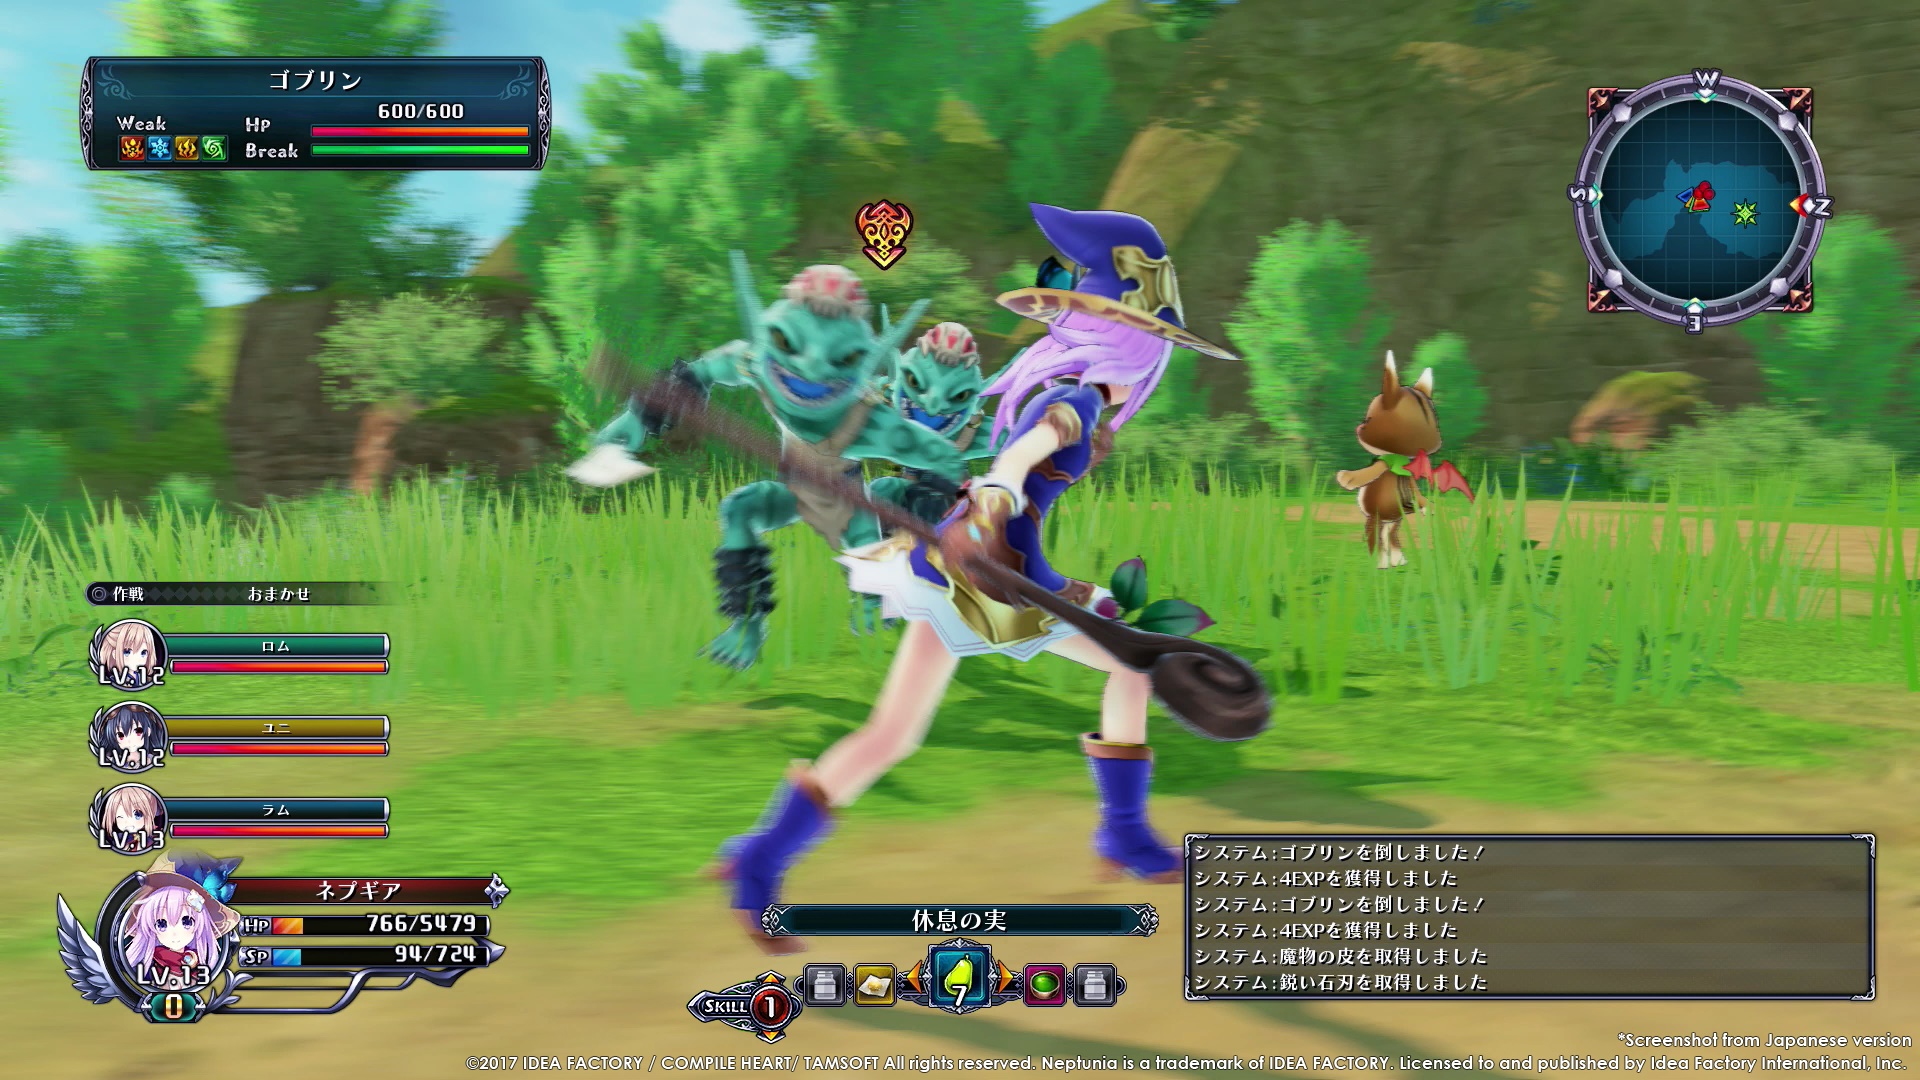 ゴブリン
600/600
Weak
Hp
Break
W
S
N
E
◎作戦 おまかせ
ロム
LV.12
ユニ
LV.12
ラム
LV.13
ネプギア
HP 766/5479
SP 94/724
LV.13
0
休息の実
7
SKILL 1
システム:ゴブリンを倒しました！
システム:4EXPを獲得しました
システム:ゴブリンを倒しました！
システム:4EXPを獲得しました
システム:魔物の皮を取得しました
システム:鋭い石刃を取得しました
*Screenshot from Japanese version
©2017 IDEA FACTORY / COMPILE HEART/ TAMSOFT All rights reserved. Neptunia is a trademark of IDEA FACTORY. Licensed to and published by Idea Factory International, Inc.